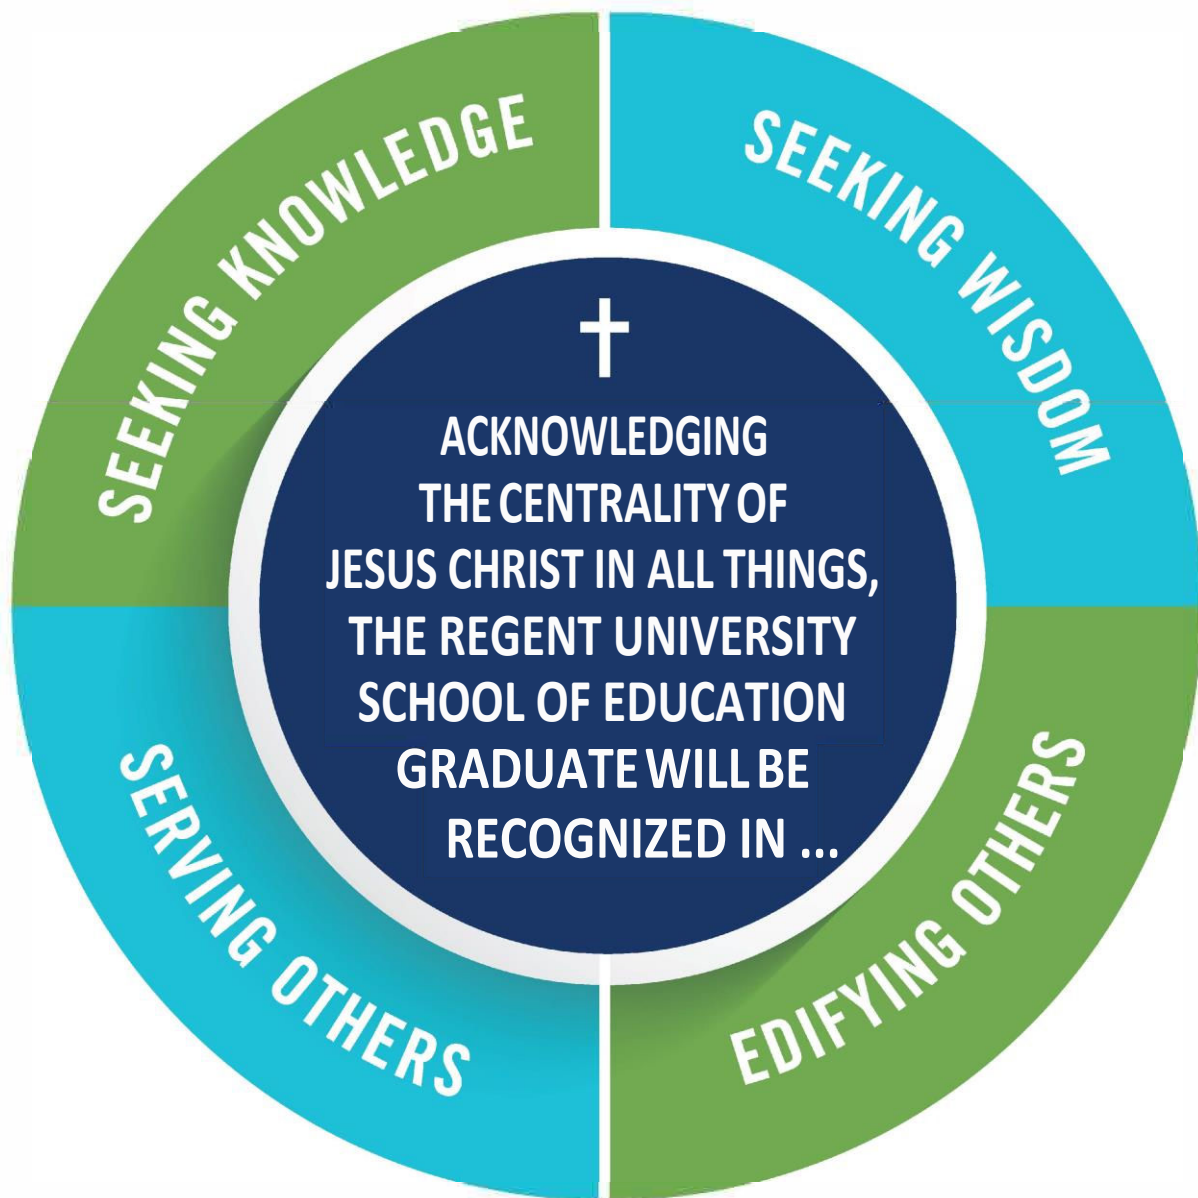 SEEKING KNOWLEDGE
SEEKING WISDOM
ACKNOWLEDGING
THE CENTRALITY OF
JESUS CHRIST IN ALL THINGS,
THE REGENT UNIVERSITY
SCHOOL OF EDUCATION
GRADUATE WILL BE
RECOGNIZED IN ...
SERVING OTHERS
EDIFYING OTHERS